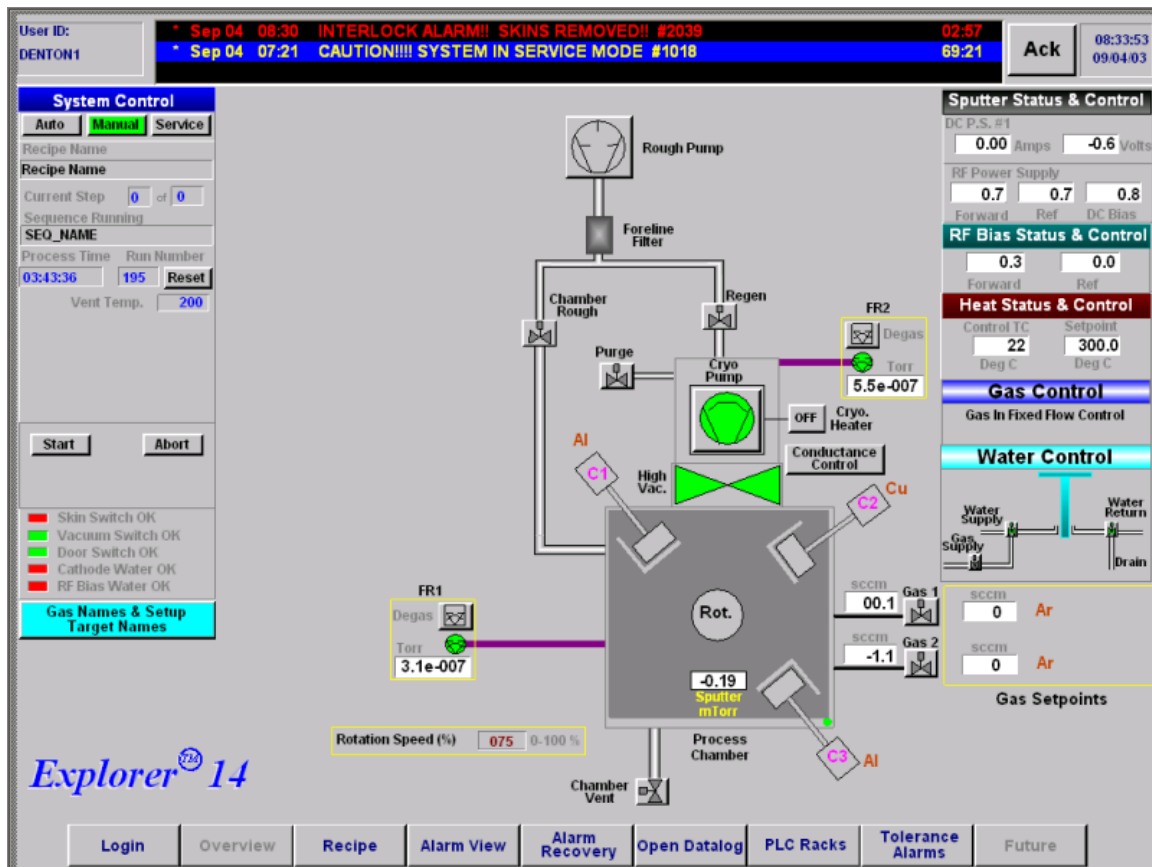 User ID:
DENTON1
* Sep 04 08:30 INTERLOCK ALARM!! SKINS REMOVED!! #2039 02:57
* Sep 04 07:21 CAUTION!!!! SYSTEM IN SERVICE MODE #1018 69:21
Ack
08:33:53
09/04/03
System Control
Auto Manual Service
Recipe Name
Recipe Name
Current Step 0 of 0
Sequence Running
SEQ_NAME
Process Time Run Number
03:43:36 195 Reset
Vent Temp. 200
Start Abort
Skin Switch OK
Vacuum Switch OK
Door Switch OK
Cathode Water OK
RF Bias Water OK
Gas Names & Setup
Target Names
Rough Pump
Foreline
Filter
Chamber
Rough
Regen
Purge
Cryo
Pump
FR2
Degas
Torr
5.5e-007
OFF
Cryo.
Heater
Conductance
Control
High
Vac.
Al
C1
Cu
C2
FR1
Degas
Torr
3.1e-007
Rot.
sccm
00.1
Gas 1
sccm
-1.1
Gas 2
-0.19
Sputter
mTorr
C3
Al
Process
Chamber
Chamber
Vent
Rotation Speed (%) 075 0-100 %
Sputter Status & Control
DC P.S. #1
0.00 Amps -0.6 Volts
RF Power Supply
0.7 0.7 0.8
Forward Ref DC Bias
RF Bias Status & Control
0.3 0.0
Forward Ref
Heat Status & Control
Control TC Setpoint
22 300.0
Deg C Deg C
Gas Control
Gas In Fixed Flow Control
Water Control
Water
Supply
Water
Return
Gas
Supply
Drain
sccm
0 Ar
sccm
0 Ar
Gas Setpoints
Explorer TM 14
Login
Overview
Recipe
Alarm View
Alarm
Recovery
Open Datalog
PLC Racks
Tolerance
Alarms
Future